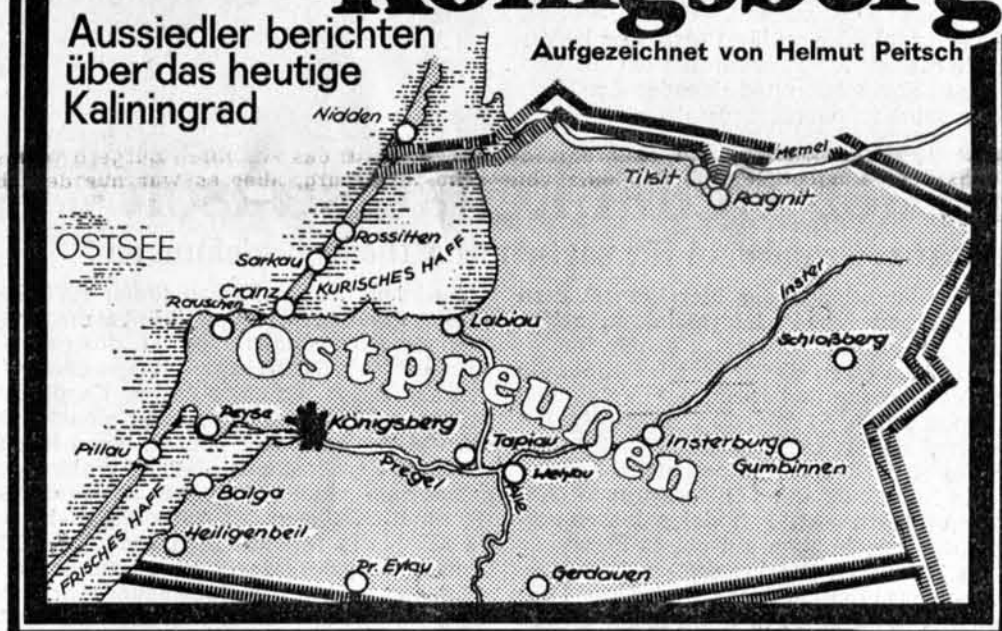 Königsberg
Aussiedler berichten
über das heutige
Kaliningrad
Aufgezeichnet von Helmut Peitsch
Nidden
Memel
Tilsit
Ragnit
OSTSEE
Rossitten
Sarkau
KURISCHES HAFF
Cranz
Rauschen
Inster
Labiau
Schloßberg
Ostpreußen
Peyse
Königsberg
Pillau
Tapiau
Insterburg
Gumbinnen
Pregel
Wehlau
Balga
Alle
FRISCHES HAFF
Heiligenbeil
Pr. Eylau
Gerdauen